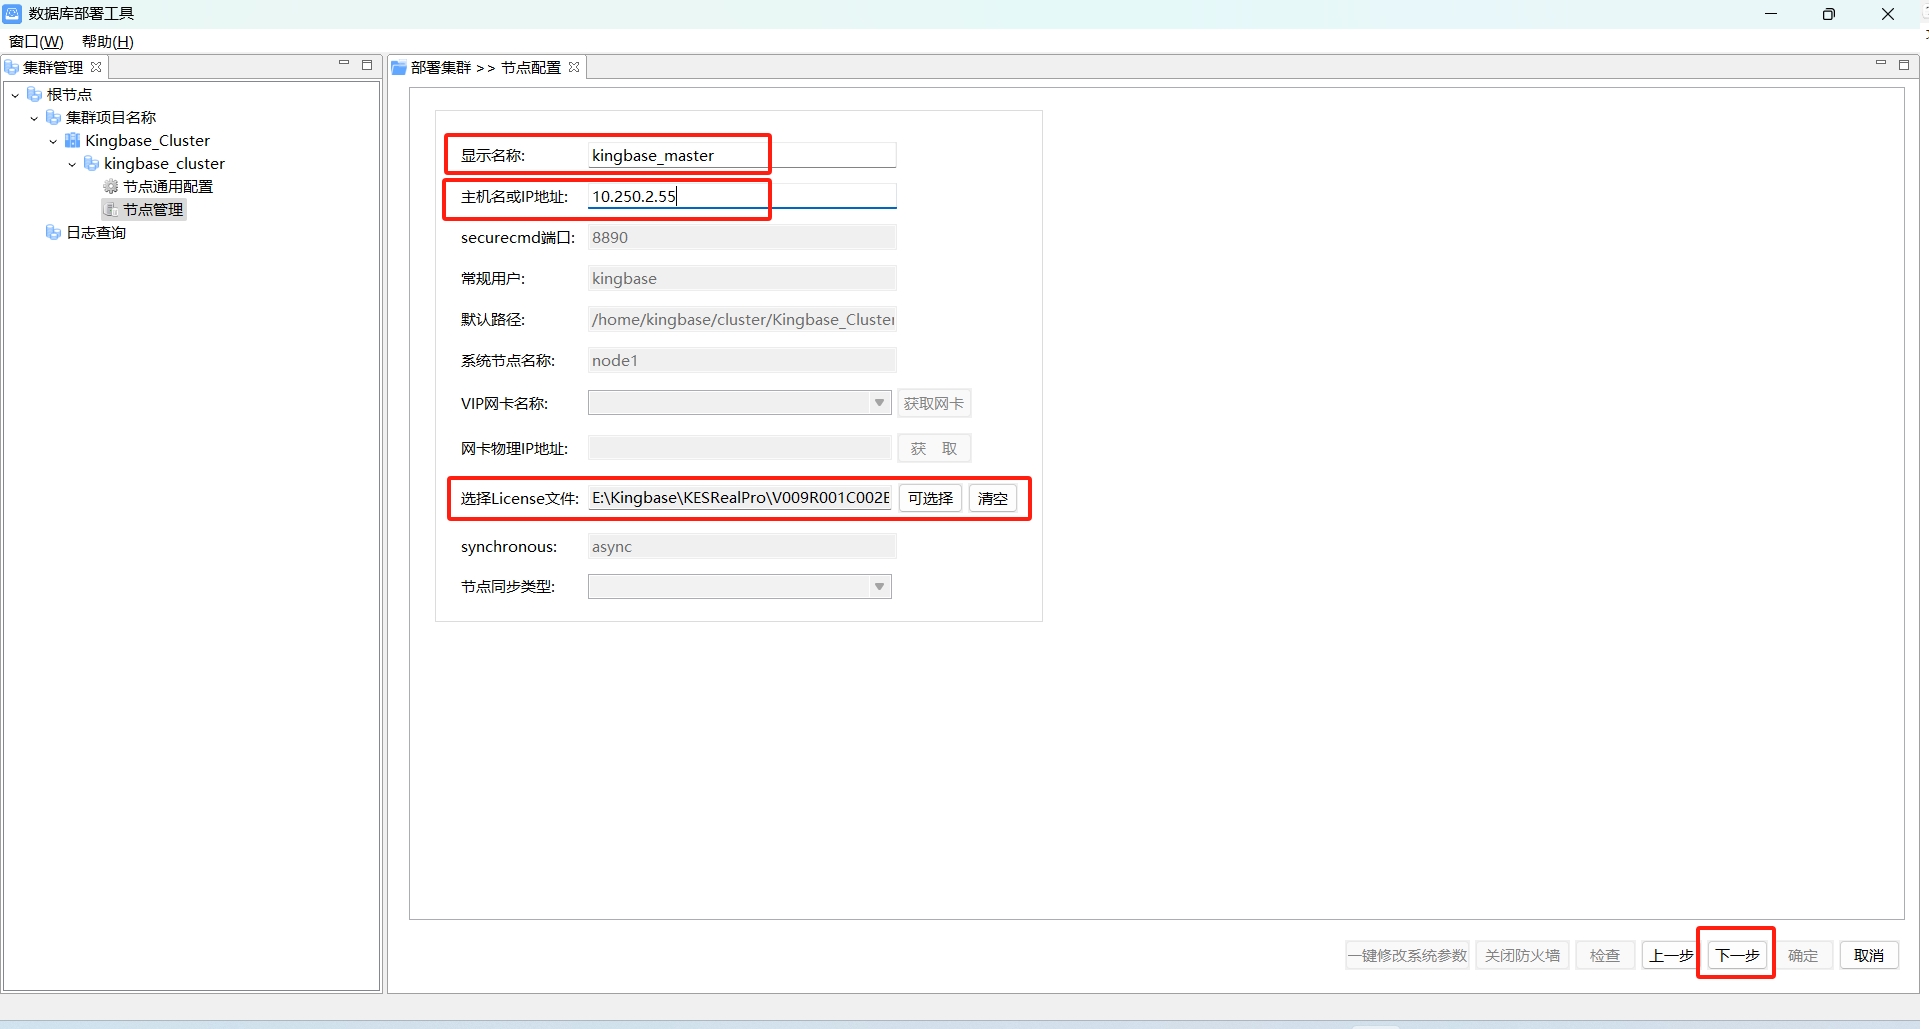 数据库部署工具
窗口(W) 帮助(H)
集群管理
根节点
集群项目名称
Kingbase_Cluster
kingbase_cluster
节点通用配置
节点管理
日志查询
部署集群 >> 节点配置
显示名称: kingbase_master
主机名或IP地址: 10.250.2.55
securecmd端口: 8890
常规用户: kingbase
默认路径: /home/kingbase/cluster/Kingbase_Cluster
系统节点名称: node1
VIP网卡名称: 获取网卡
网卡物理IP地址: 获 取
选择License文件: E:\Kingbase\KESRealPro\V009R001C002E 可选择 清空
synchronous: async
节点同步类型:
一键修改系统参数 关闭防火墙 检查 上一步 下一步 确定 取消